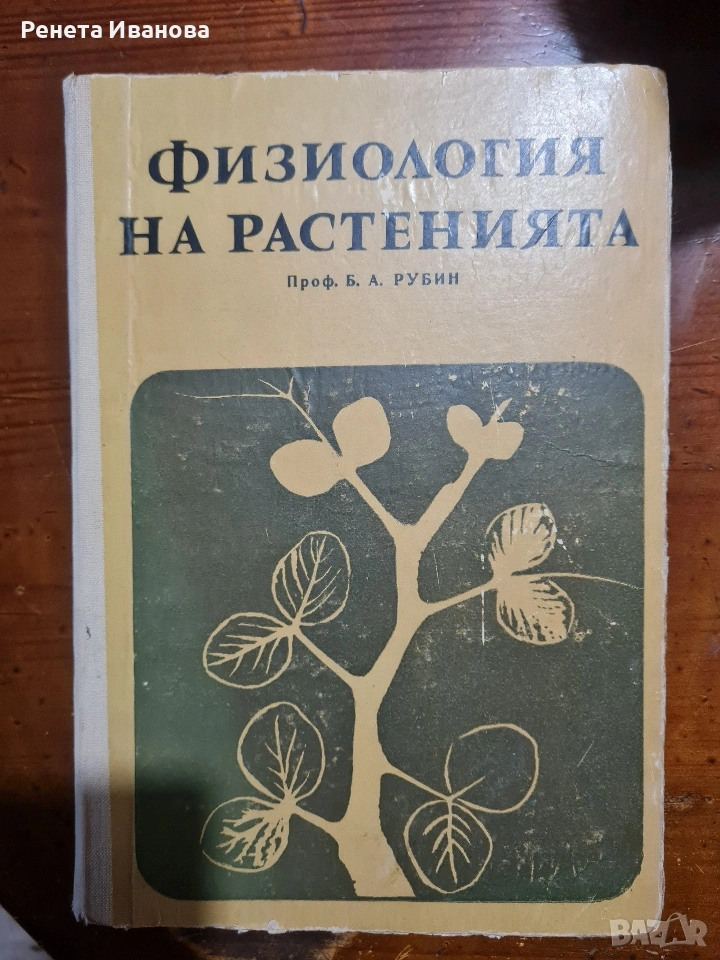 Ренета Иванова
ФИЗИОЛОГИЯ
НА РАСТЕНИЯТА
Проф. Б. А. РУБИН
BAZAR